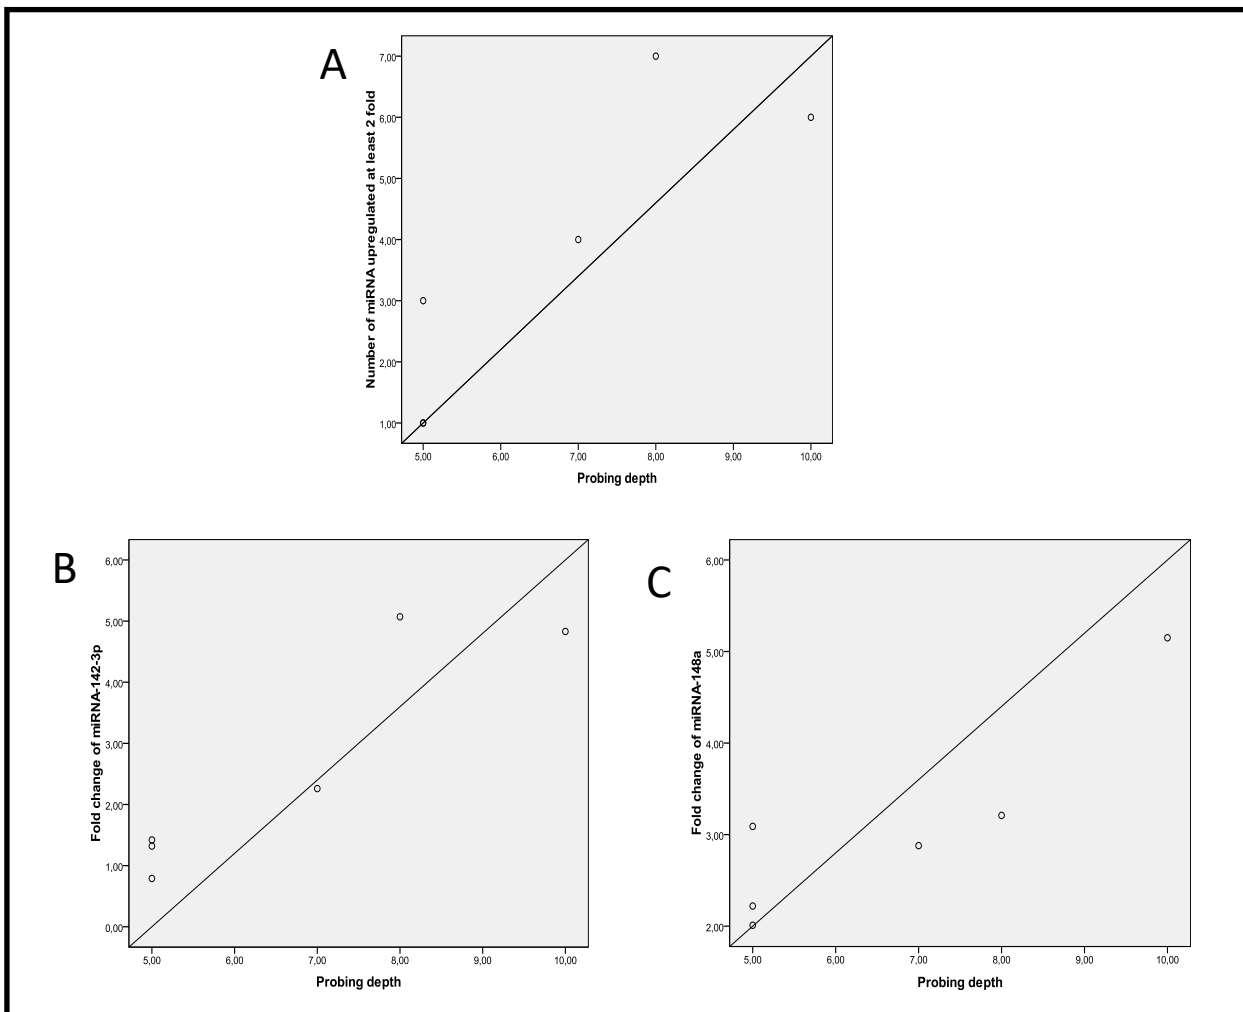 A
Number of miRNA upregulated at least 2 fold
7,00
6,00
5,00
4,00
3,00
2,00
1,00
5,00 6,00 7,00 8,00 9,00 10,00
Probing depth
B
Fold change of miRNA-142-3p
6,00
5,00
4,00
3,00
2,00
1,00
0,00
5,00 6,00 7,00 8,00 9,00 10,00
Probing depth
C
Fold change of miRNA-148a
6,00
5,00
4,00
3,00
2,00
5,00 6,00 7,00 8,00 9,00 10,00
Probing depth